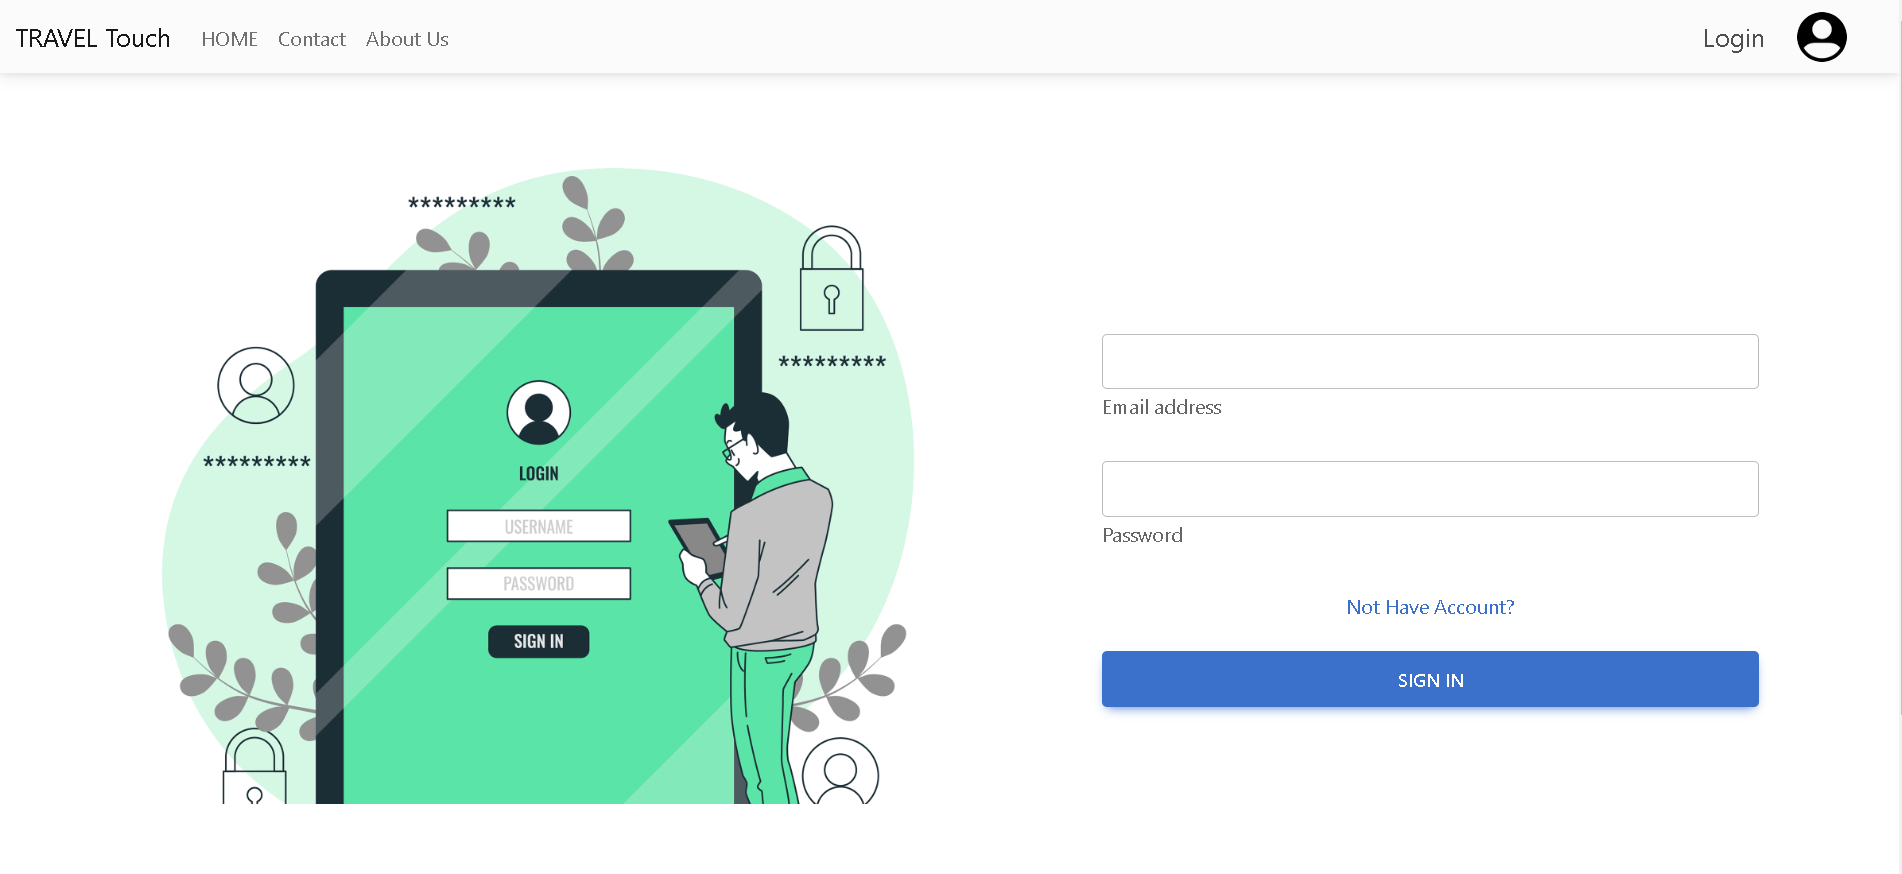 TRAVEL Touch HOME Contact About Us Login
*********
*********
*********
LOGIN
USERNAME
PASSWORD
SIGN IN
Email address
Password
Not Have Account?
SIGN IN